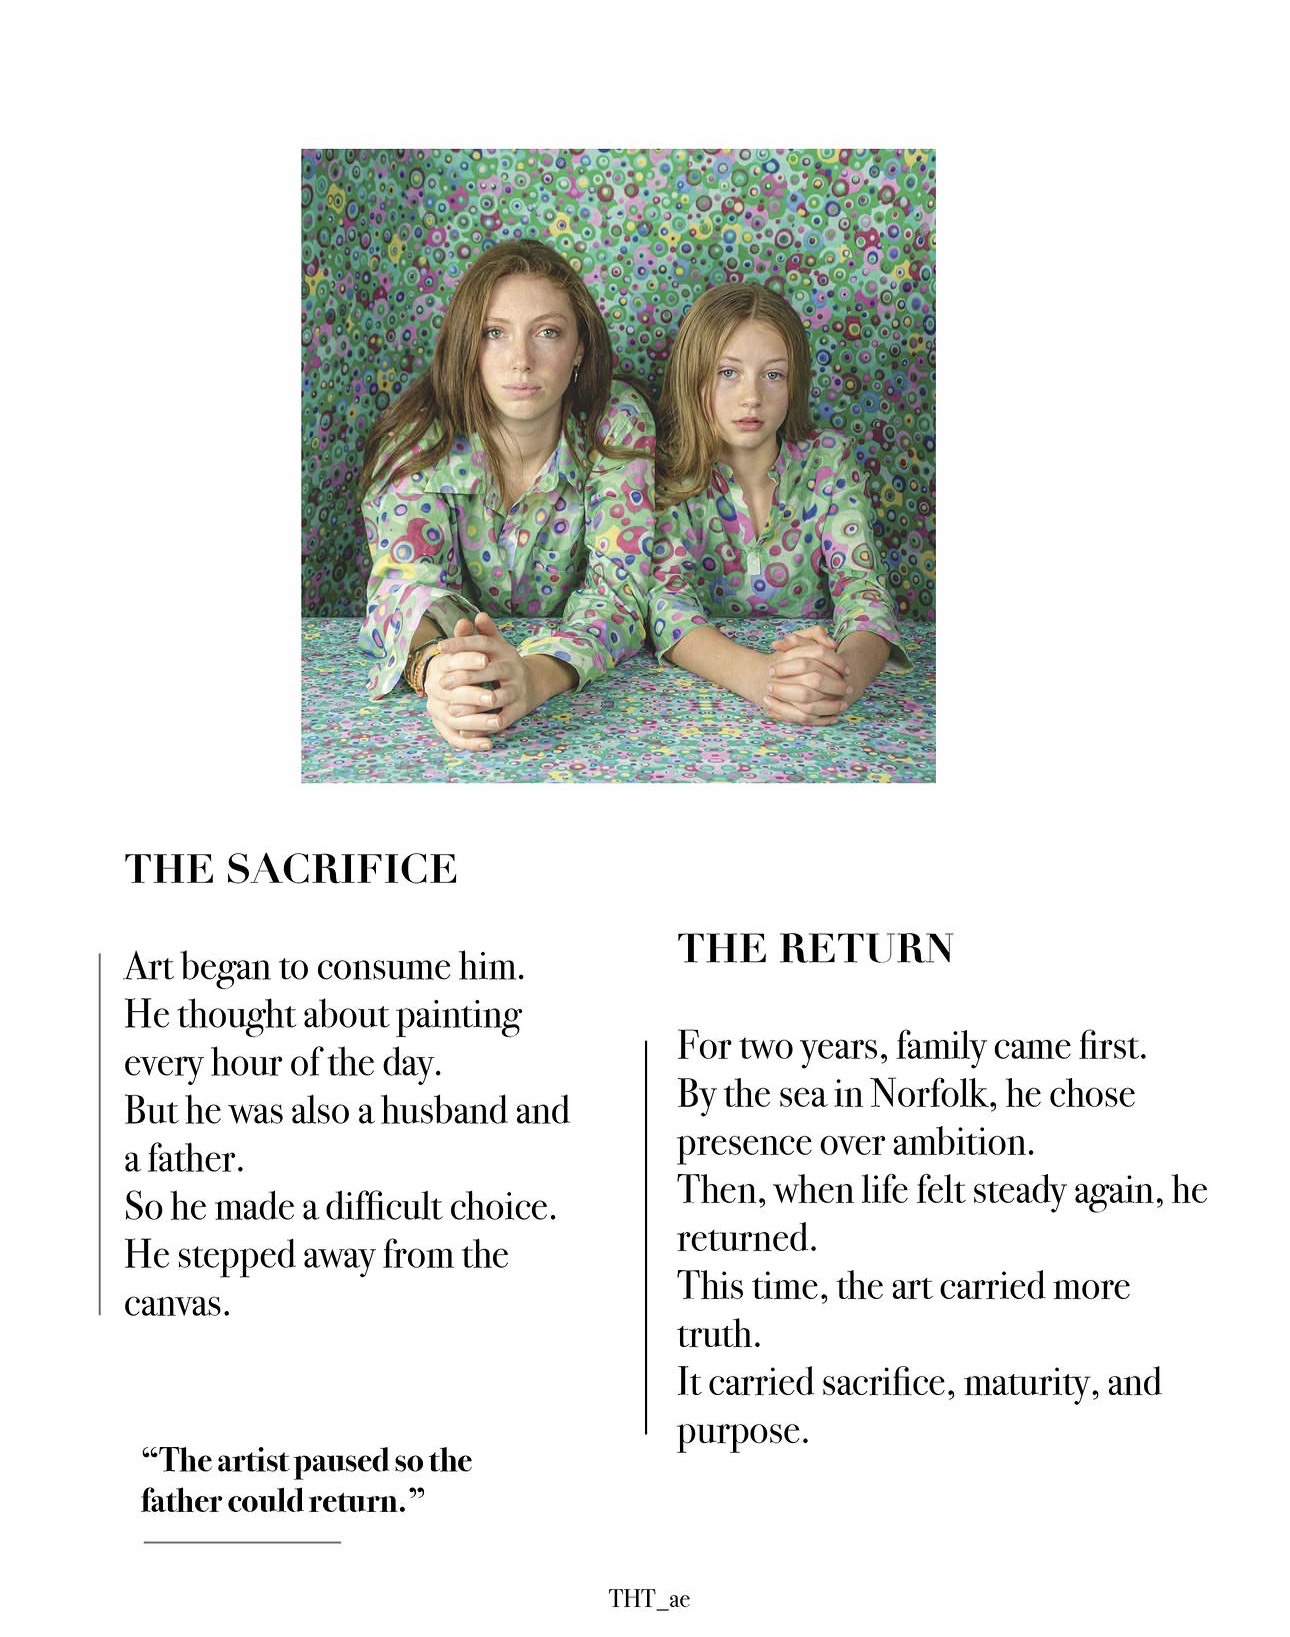 THE SACRIFICE
Art began to consume him.
He thought about painting
every hour of the day.
But he was also a husband and
a father.
So he made a difficult choice.
He stepped away from the
canvas.
“The artist paused so the
father could return.”
THE RETURN
For two years, family came first.
By the sea in Norfolk, he chose
presence over ambition.
Then, when life felt steady again, he
returned.
This time, the art carried more
truth.
It carried sacrifice, maturity, and
purpose.
THT_ae